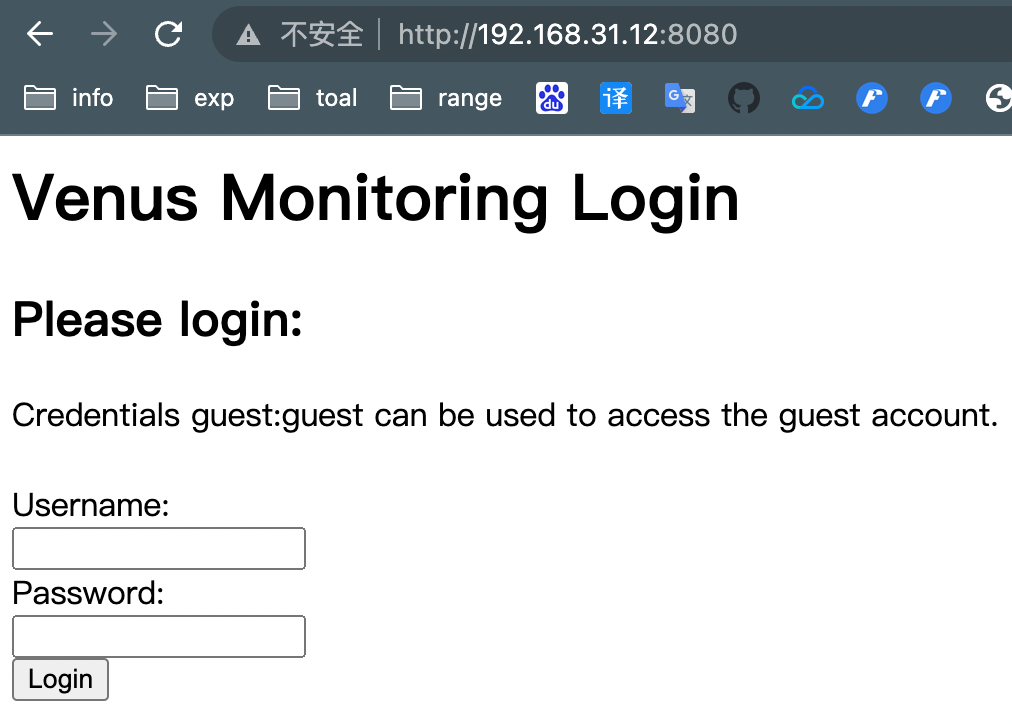 不安全 http://192.168.31.12:8080
info exp toal range du 译 G 文
Venus Monitoring Login
Please login:
Credentials guest:guest can be used to access the guest account.
Username:
Password:
Login